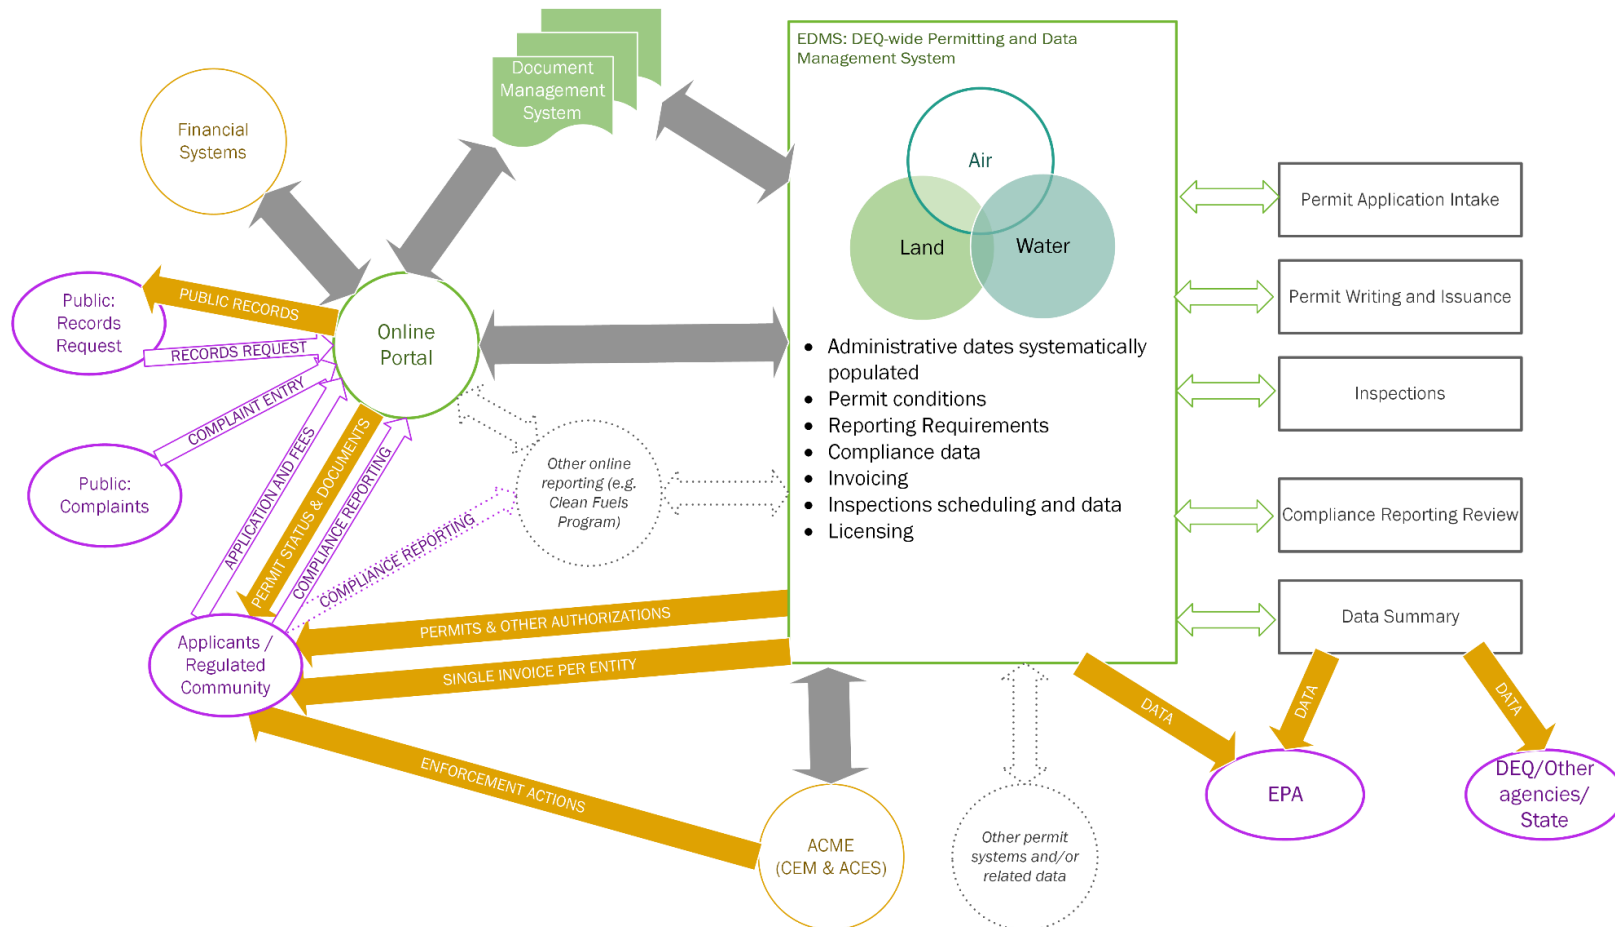 EDMS: DEQ-wide Permitting and Data
Management System
Document
Management
System
Financial
Systems
Air
Land
Water
Permit Application Intake
Permit Writing and Issuance
Inspections
Compliance Reporting Review
Data Summary
Public:
Records
Request
PUBLIC RECORDS
RECORDS REQUEST
Online
Portal
COMPLAINT ENTRY
Public:
Complaints
APPLICATION AND FEES
PERMIT STATUS & DOCUMENTS
COMPLIANCE REPORTING
COMPLIANCE REPORTING
Other online
reporting (e.g.
Clean Fuels
Program)
• Administrative dates systematically
populated
• Permit conditions
• Reporting Requirements
• Compliance data
• Invoicing
• Inspections scheduling and data
• Licensing
Applicants /
Regulated
Community
PERMITS & OTHER AUTHORIZATIONS
SINGLE INVOICE PER ENTITY
ENFORCEMENT ACTIONS
DATA
DATA
DATA
EPA
DEQ/Other
agencies/
State
ACME
(CEM & ACES)
Other permit
systems and/or
related data